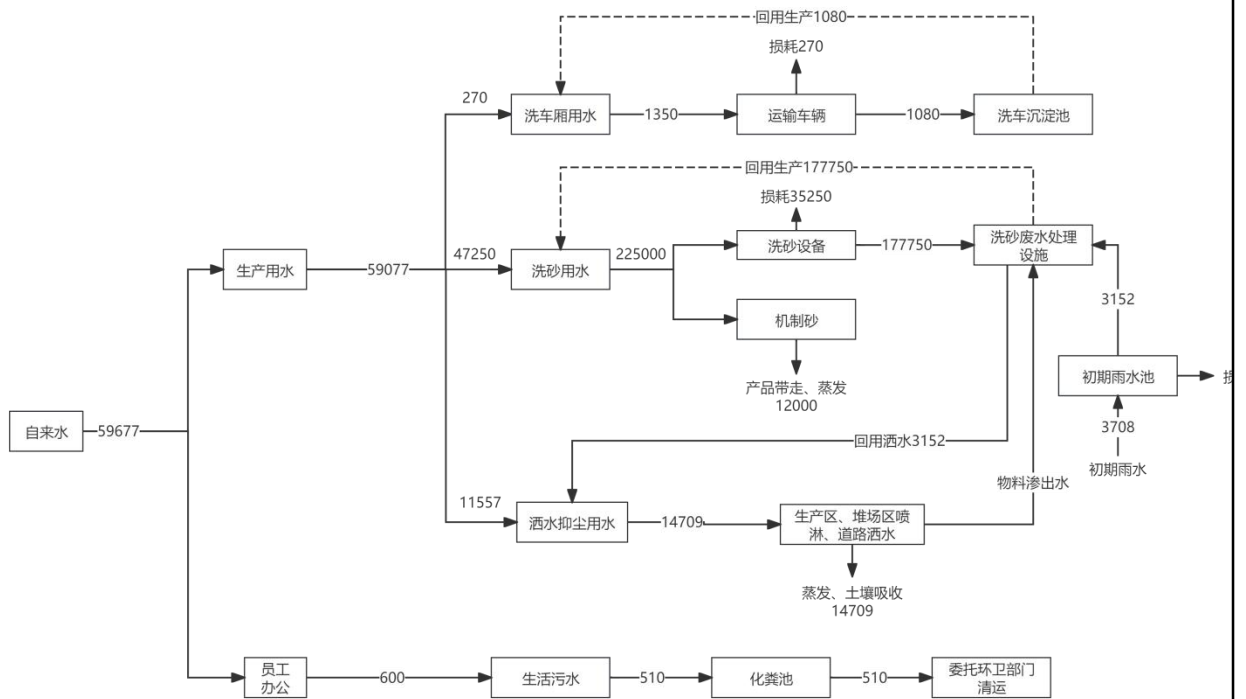 回用生产1080
损耗270
270
洗车厢用水
1350
运输车辆
1080
洗车沉淀池
回用生产177750
损耗35250
生产用水
59077
47250
洗砂用水
225000
洗砂设备
177750
洗砂废水处理
设施
3152
机制砂
产品带走、蒸发
12000
初期雨水池
3708
初期雨水
自来水
59677
回用洒水3152
物料渗出水
11557
洒水抑尘用水
14709
生产区、堆场区喷
淋、道路洒水
蒸发、土壤吸收
14709
员工
办公
600
生活污水
510
化粪池
510
委托环卫部门
清运